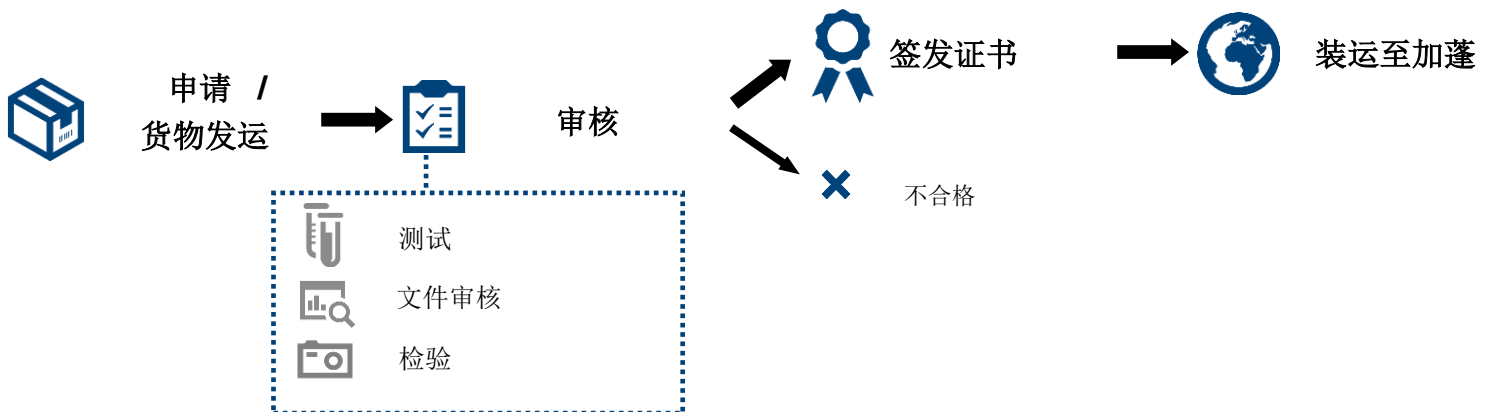 申请 /
货物发运
审核
签发证书
装运至加蓬
不合格
测试
文件审核
检验